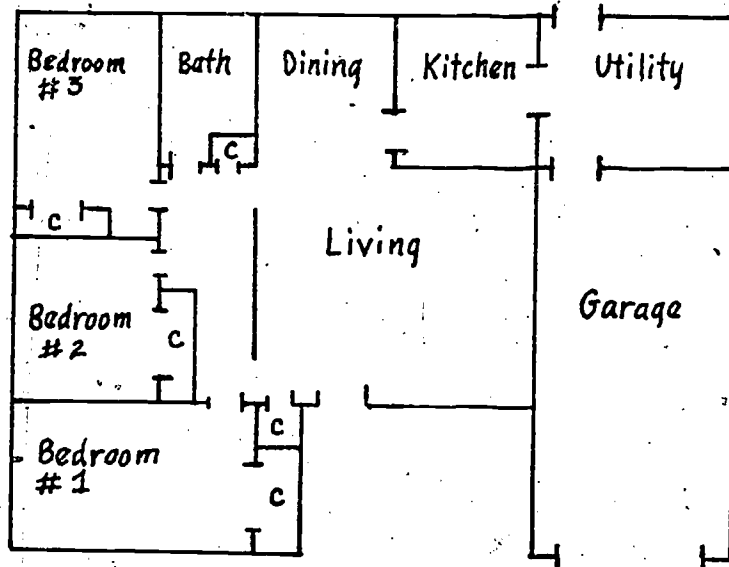 Bedroom
# 3
Bath
Dining
Kitchen
Utility
C
C
Living
Bedroom
# 2
C
Garage
C
Bedroom
# 1
C